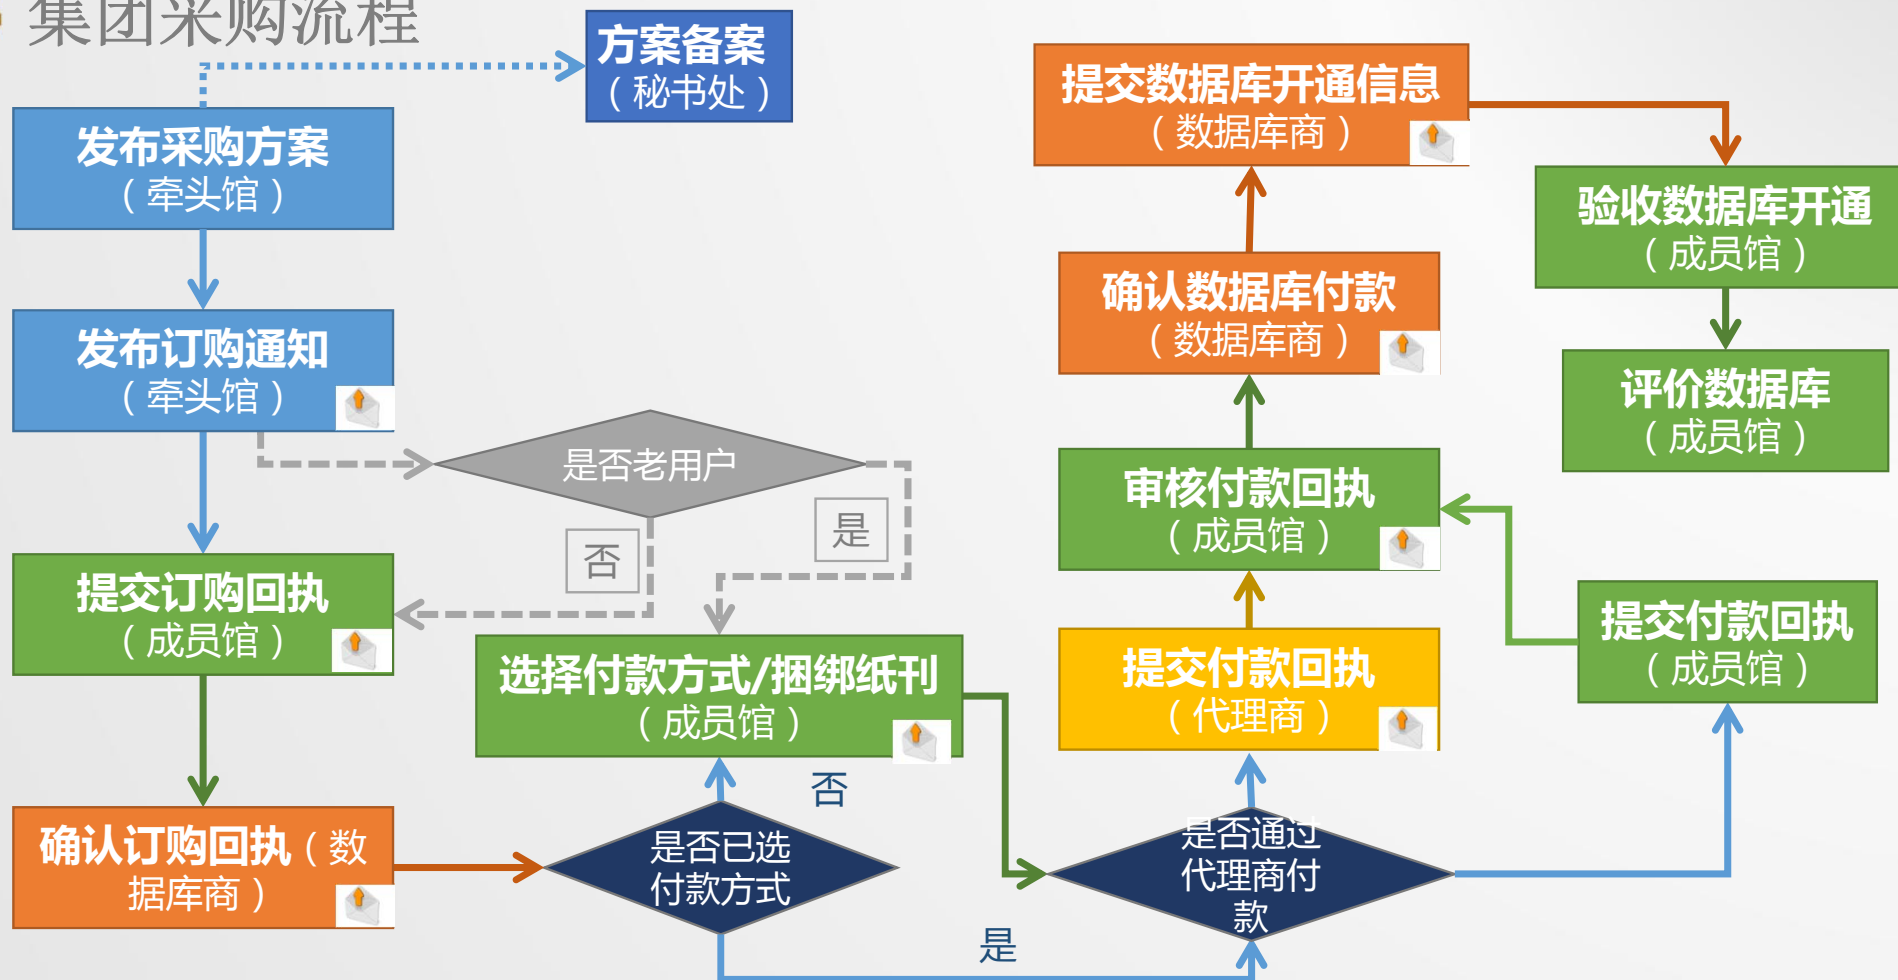 集团采购流程
方案备案
（秘书处）
发布采购方案
（牵头馆）
发布订购通知
（牵头馆）
是否老用户
否
是
提交订购回执
（成员馆）
选择付款方式/捆绑纸刊
（成员馆）
确认订购回执（数
据库商）
是否已选
付款方式
否
是
是否通过
代理商付
款
提交付款回执
（代理商）
提交付款回执
（成员馆）
审核付款回执
（成员馆）
确认数据库付款
（数据库商）
提交数据库开通信息
（数据库商）
验收数据库开通
（成员馆）
评价数据库
（成员馆）